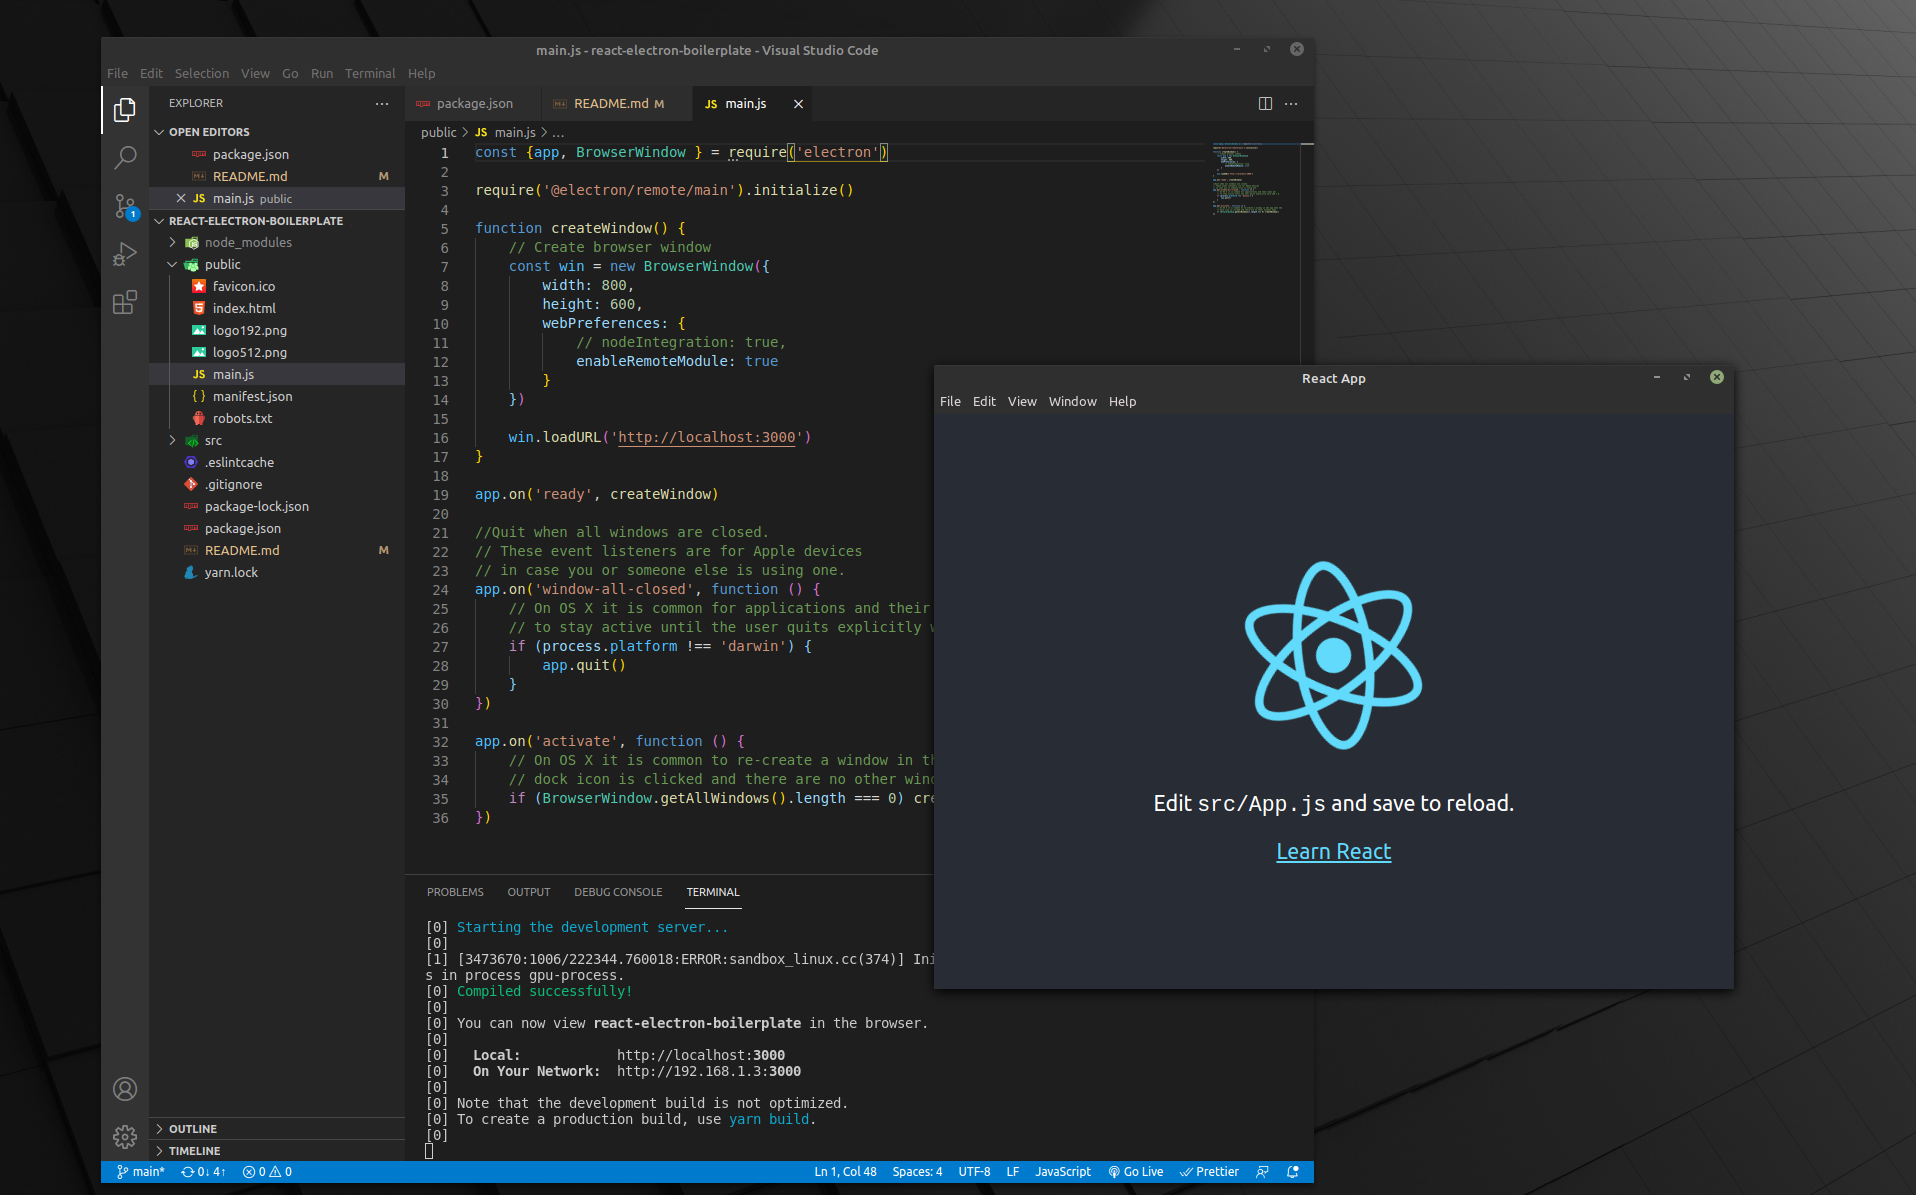 main.js - react-electron-boilerplate - Visual Studio Code
File Edit Selection View Go Run Terminal Help
EXPLORER
OPEN EDITORS
package.json
README.md M
main.js public
REACT-ELECTRON-BOILERPLATE
node_modules
public
favicon.ico
index.html
logo192.png
logo512.png
JS main.js
{ } manifest.json
robots.txt
src
.eslintcache
.gitignore
package-lock.json
package.json
README.md M
yarn.lock
OUTLINE
TIMELINE
1
package.json README.md M JS main.js
public > JS main.js > ...
1 const {app, BrowserWindow } = require('electron')
2
3 require('@electron/remote/main').initialize()
4
5 function createWindow() {
6 // Create browser window
7 const win = new BrowserWindow({
8 width: 800,
9 height: 600,
10 webPreferences: {
11 // nodeIntegration: true,
12 enableRemoteModule: true
13 }
14 })
15
16 win.loadURL('http://localhost:3000')
17 }
18
19 app.on('ready', createWindow)
20
21 //Quit when all windows are closed.
22 // These event listeners are for Apple devices
23 // in case you or someone else is using one.
24 app.on('window-all-closed', function () {
25 // On OS X it is common for applications and their
26 // to stay active until the user quits explicitly
27 if (process.platform !== 'darwin') {
28 app.quit()
29 }
30 })
31
32 app.on('activate', function () {
33 // On OS X it is common to re-create a window in
34 // dock icon is clicked and there are no other
35 if (BrowserWindow.getAllWindows().length === 0)
36 })
PROBLEMS OUTPUT DEBUG CONSOLE TERMINAL
[0] Starting the development server...
[0]
[1] [3473670:1006/222344.760018:ERROR:sandbox_linux.cc(374)] Ini
s in process gpu-process.
[0] Compiled successfully!
[0]
[0] You can now view react-electron-boilerplate in the browser.
[0]
[0] Local: http://localhost:3000
[0] On Your Network: http://192.168.1.3:3000
[0]
[0] Note that the development build is not optimized.
[0] To create a production build, use yarn build.
[0]
main* 0↓ 4↑ 0 0 Ln 1, Col 48 Spaces: 4 UTF-8 LF JavaScript Go Live Prettier
React App
File Edit View Window Help
Edit src/App.js and save to reload.
Learn React